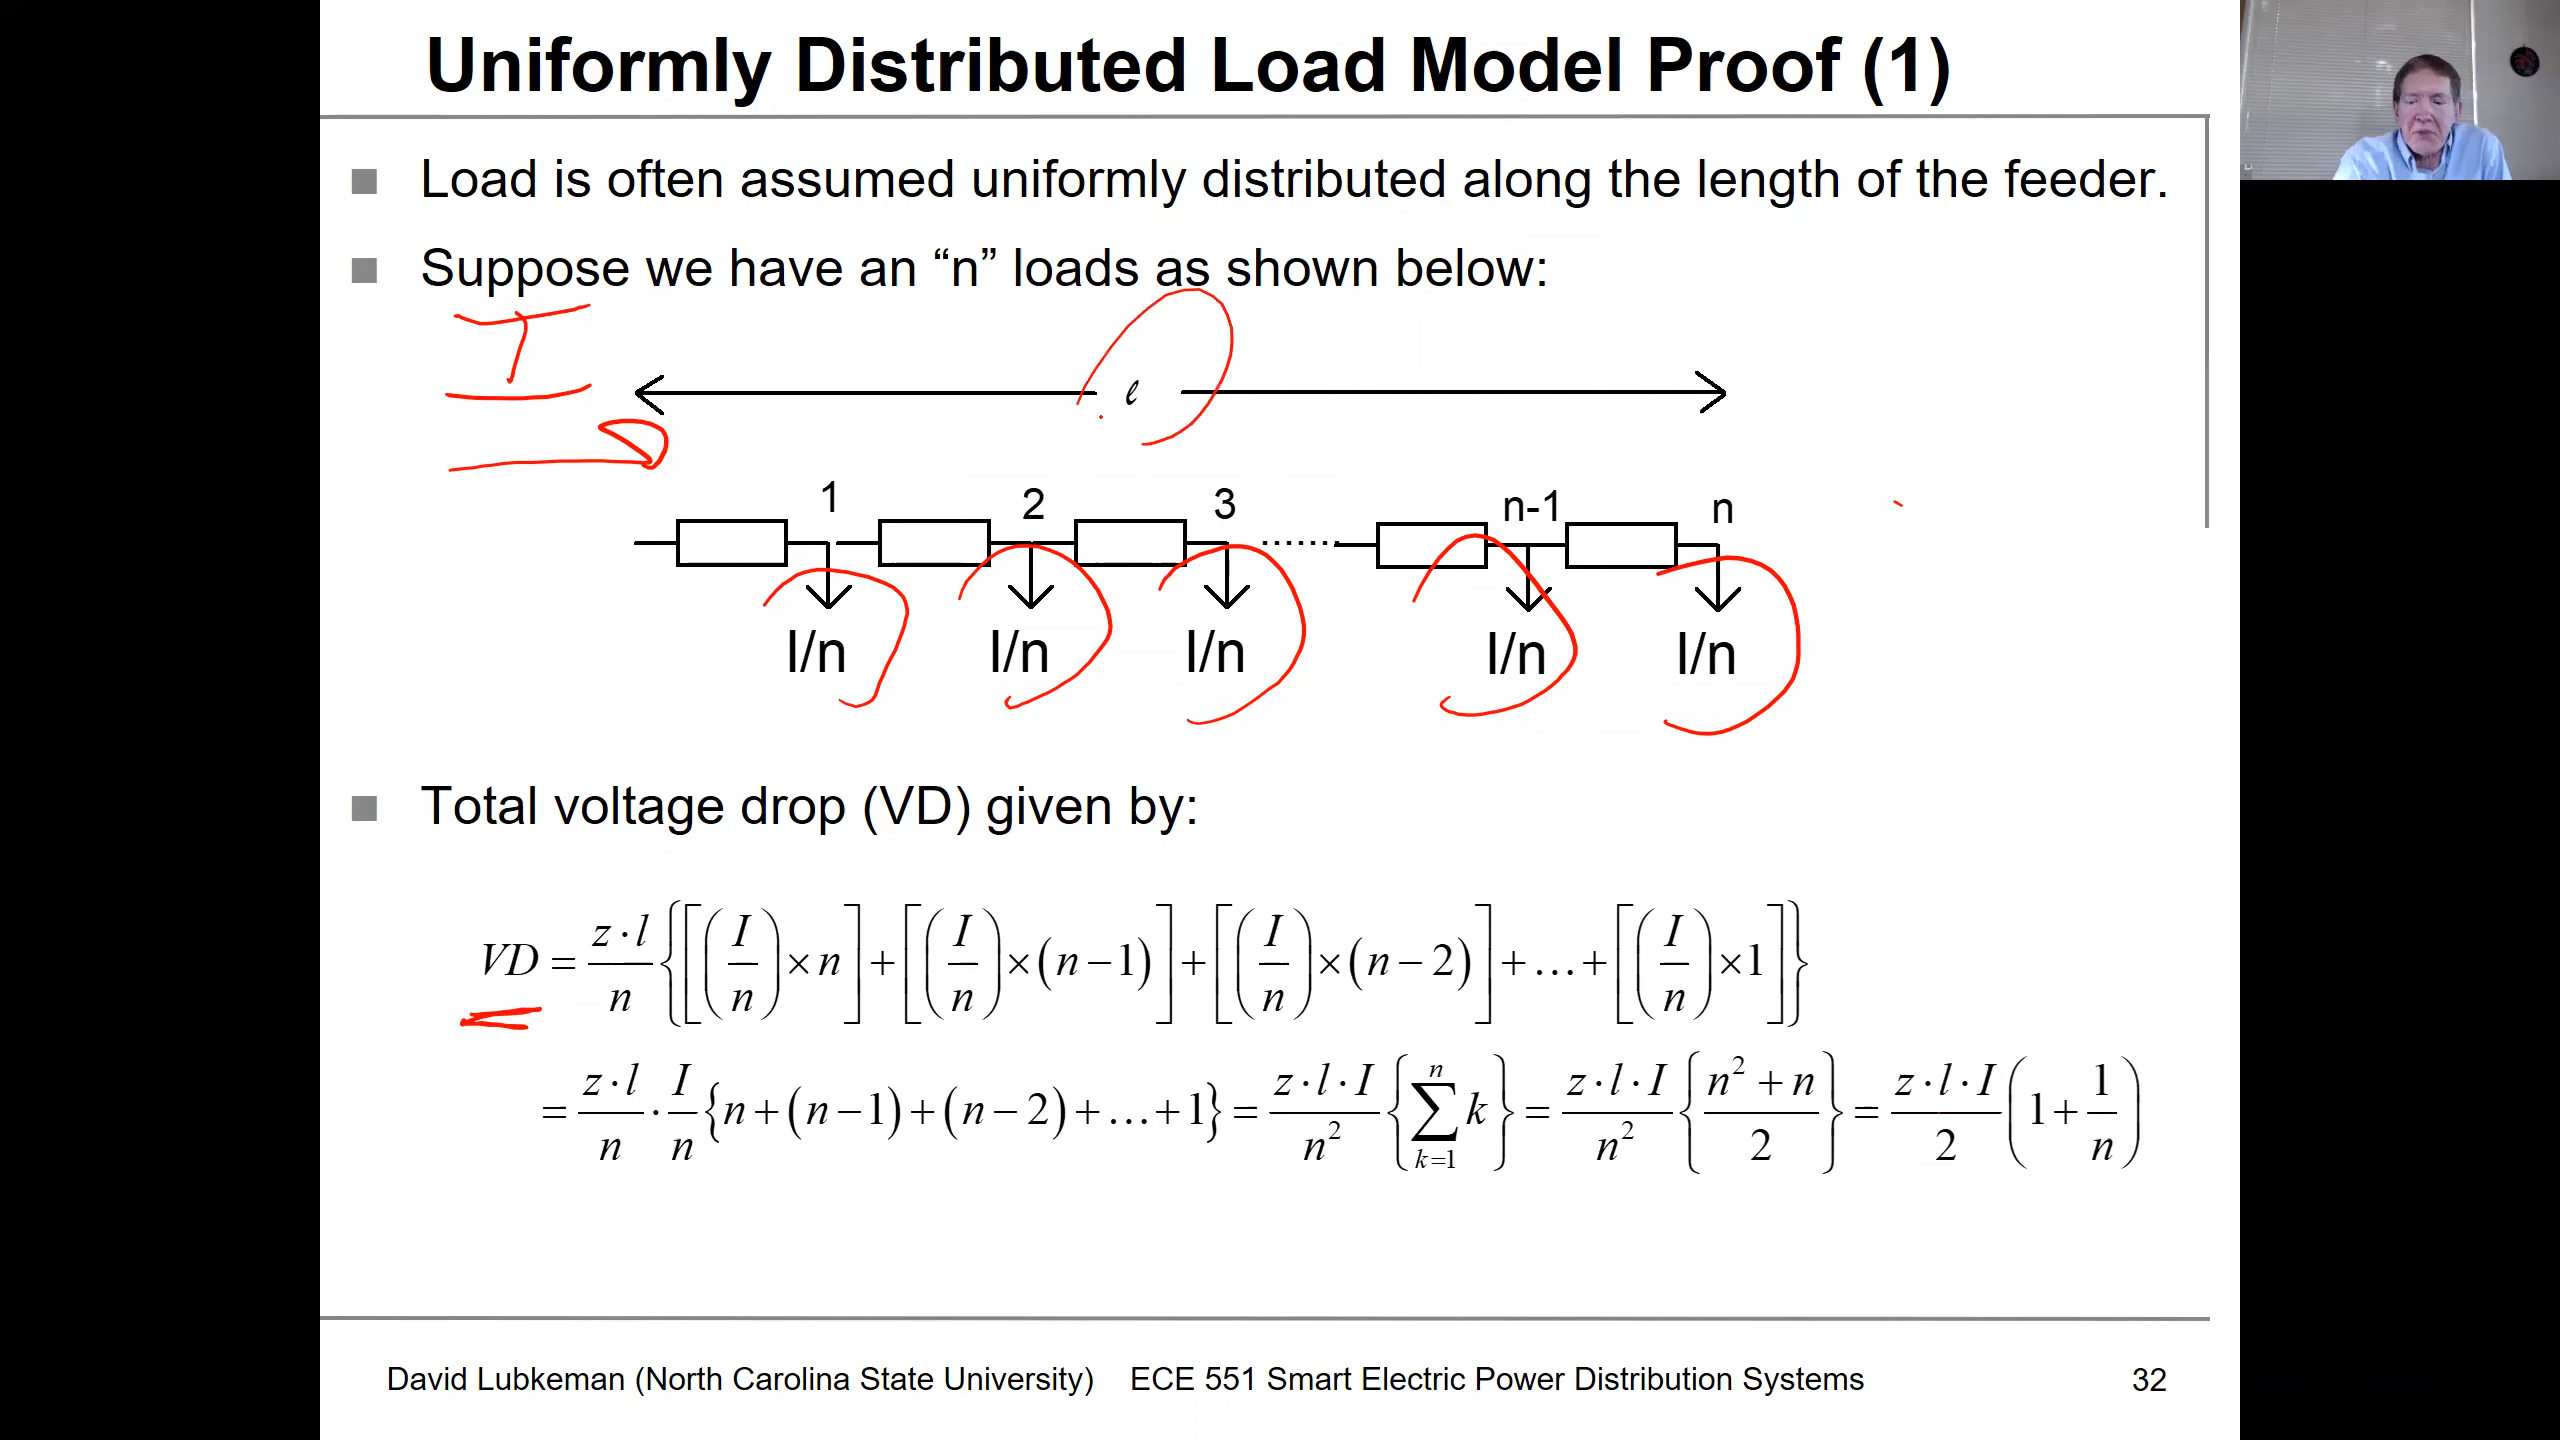 Uniformly Distributed Load Model Proof (1)
■ Load is often assumed uniformly distributed along the length of the feeder.
■ Suppose we have an “n” loads as shown below:
I
ℓ
1 2 3 n-1 n
........
I/n I/n I/n I/n I/n
■ Total voltage drop (VD) given by:
VD = z·l/n {[(I/n)×n]+[(I/n)×(n−1)]+[(I/n)×(n−2)]+…+[(I/n)×1]}
= z·l/n · I/n {n+(n−1)+(n−2)+…+1} = z·l·I/n² {∑_{k=1}^{n} k} = z·l·I/n² {(n²+n)/2} = z·l·I/2 (1+1/n)
David Lubkeman (North Carolina State University) ECE 551 Smart Electric Power Distribution Systems 32